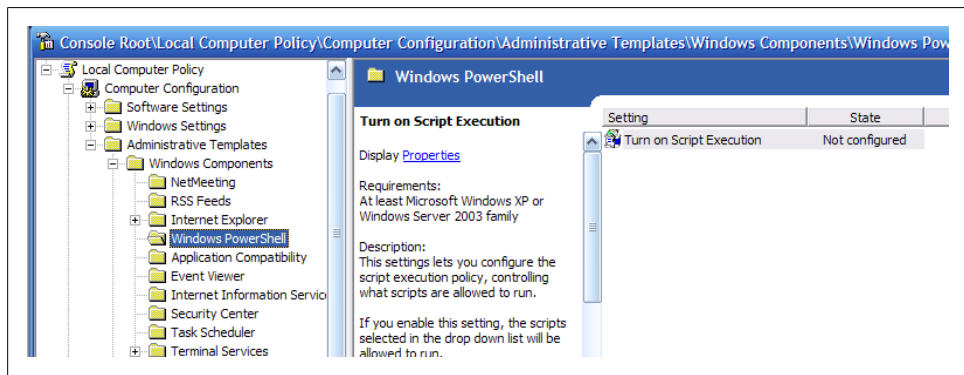 Console Root\Local Computer Policy\Computer Configuration\Administrative Templates\Windows Components\Windows Pow
Local Computer Policy
Computer Configuration
Software Settings
Windows Settings
Administrative Templates
Windows Components
NetMeeting
RSS Feeds
Internet Explorer
Windows PowerShell
Application Compatibility
Event Viewer
Internet Information Servic
Security Center
Task Scheduler
Terminal Services
Windows PowerShell
Turn on Script Execution
Display Properties
Requirements:
At least Microsoft Windows XP or
Windows Server 2003 family
Description:
This settings lets you configure the
script execution policy, controlling
what scripts are allowed to run.
If you enable this setting, the scripts
selected in the drop down list will be
allowed to run.
Setting State
Turn on Script Execution Not configured